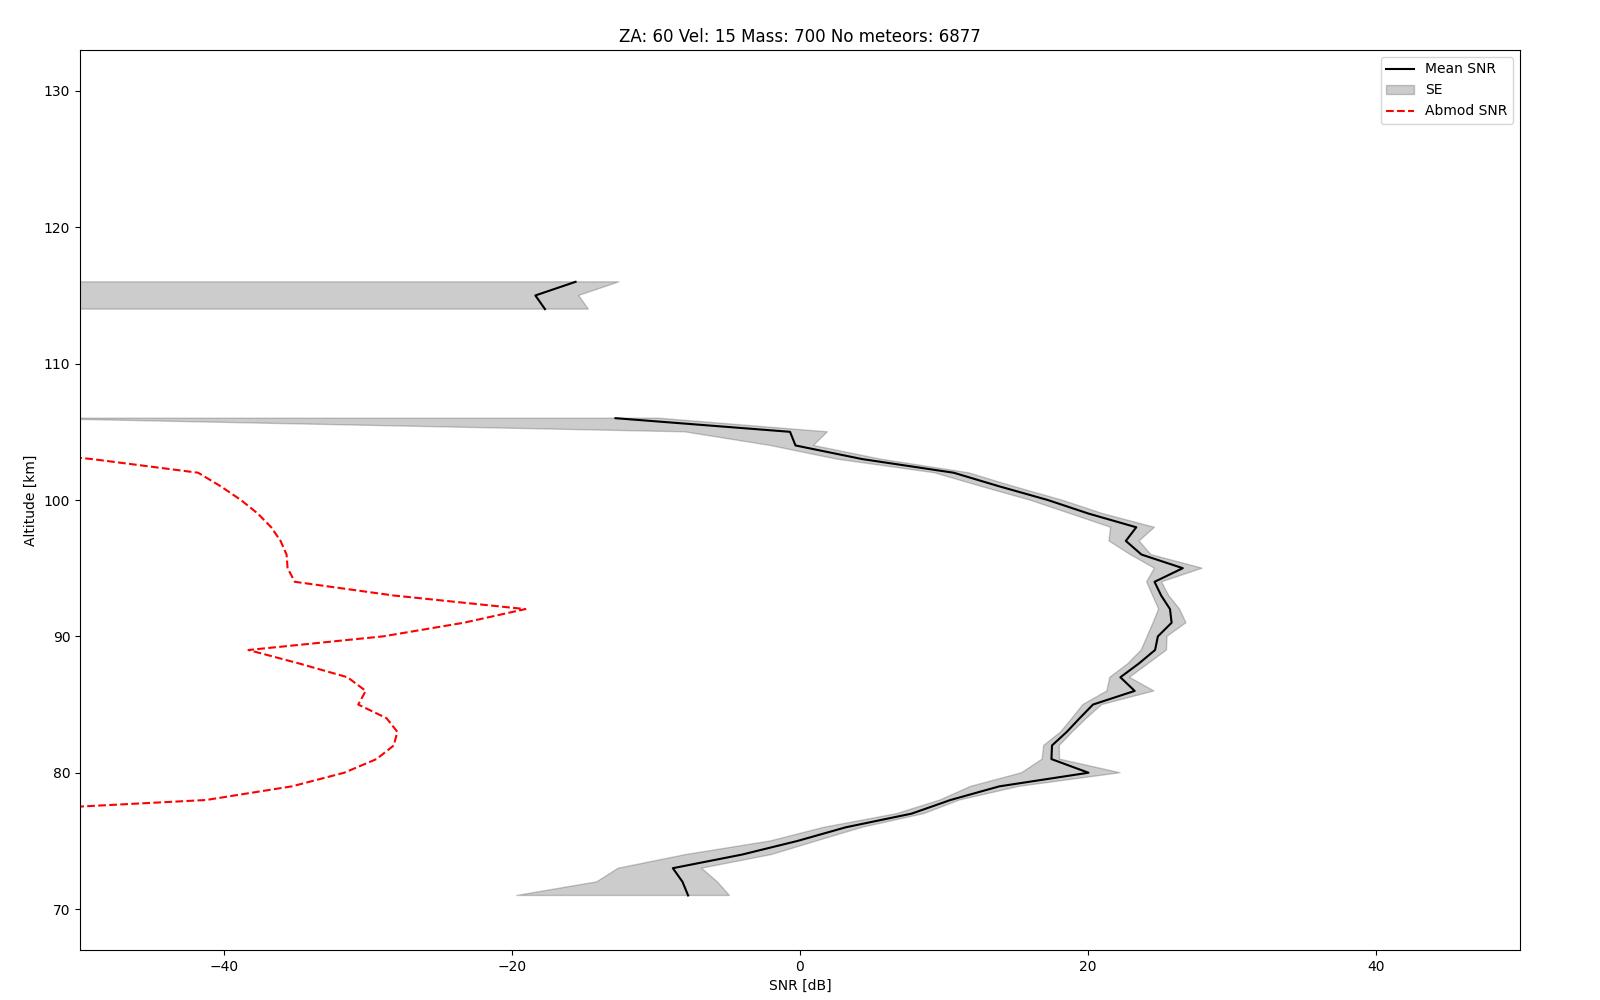 ZA: 60 Vel: 15 Mass: 700 No meteors: 6877
Mean SNR
SE
Abmod SNR
130
120
110
100
90
80
70
Altitude [km]
−40
−20
0
20
40
SNR [dB]